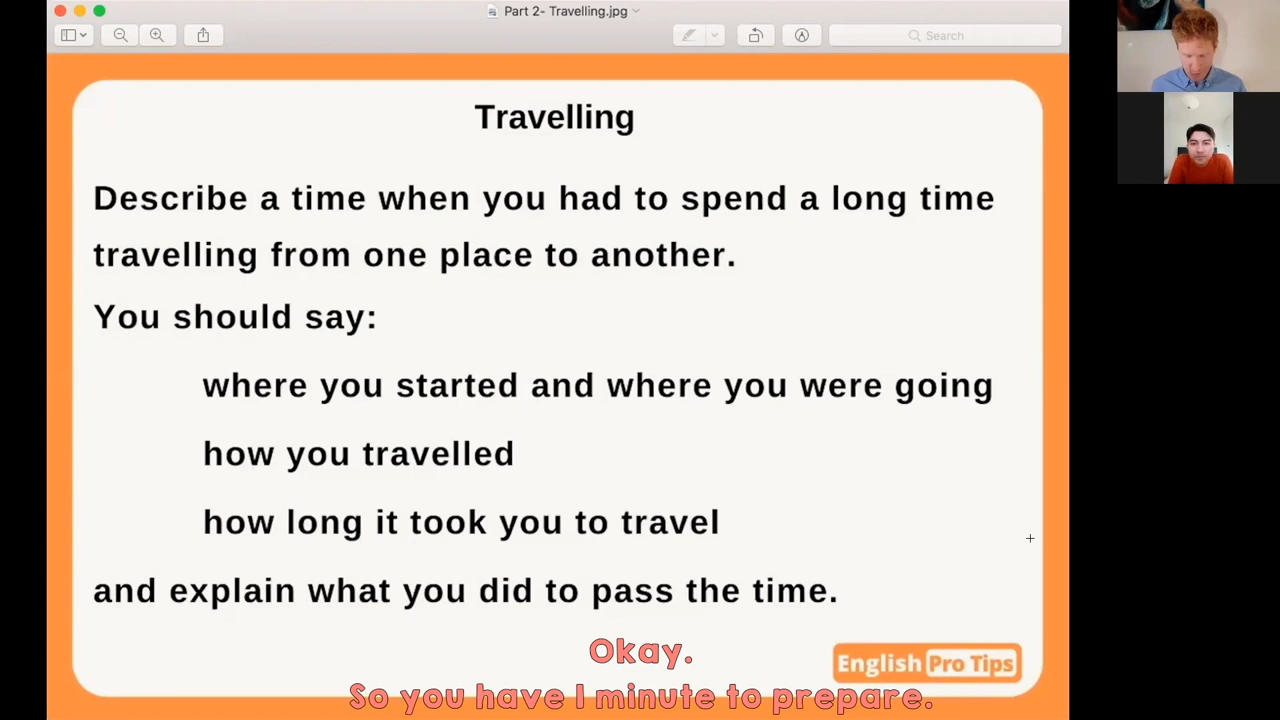 Part 2- Travelling.jpg
Search
Travelling
Describe a time when you had to spend a long time
travelling from one place to another.
You should say:
where you started and where you were going
how you travelled
how long it took you to travel
and explain what you did to pass the time.
Okay.
English Pro Tips
So you have 1 minute to prepare.